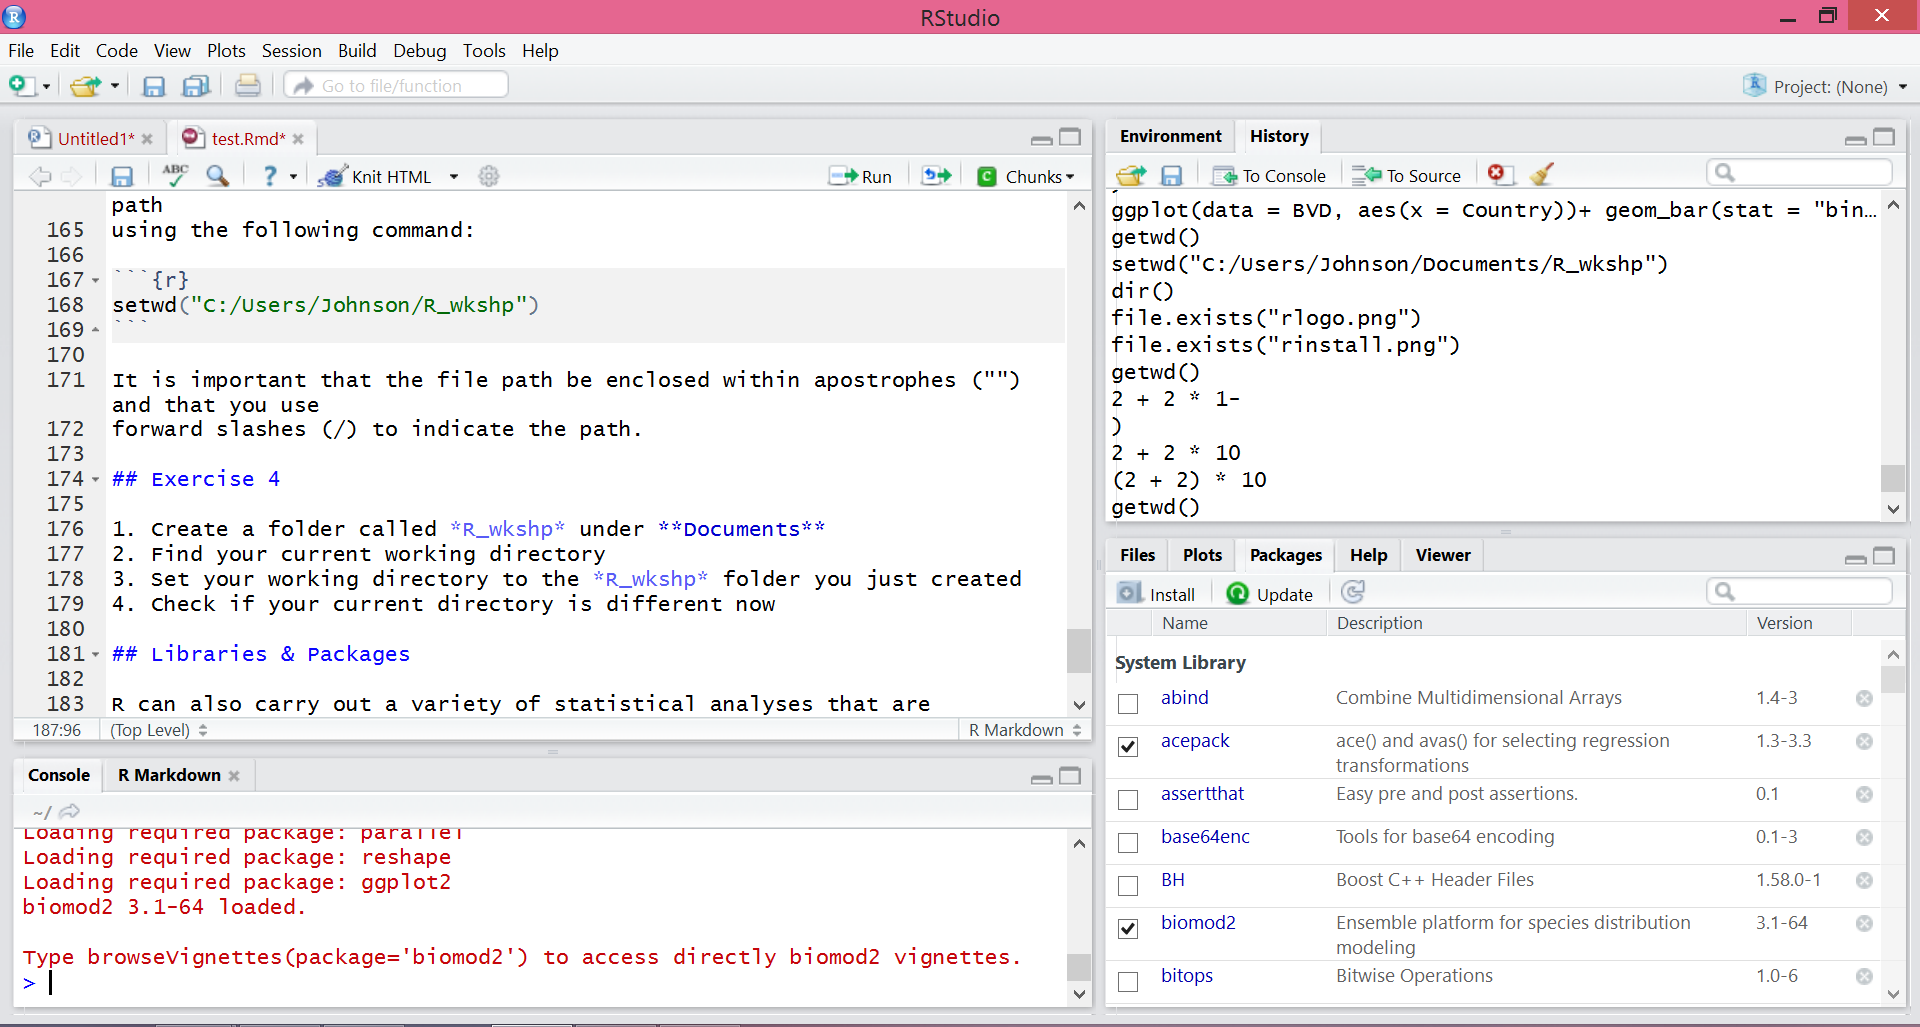 RStudio
File Edit Code View Plots Session Build Debug Tools Help
Go to file/function
Project: (None)
Untitled1*
test.Rmd*
ABC
?
Knit HTML
Run
C Chunks
path
165 using the following command:
166
167 ```{r}
168 setwd("C:/Users/Johnson/R_wkshp")
169 ```
170
171 It is important that the file path be enclosed within apostrophes ("")
and that you use
172 forward slashes (/) to indicate the path.
173
174 ## Exercise 4
175
176 1. Create a folder called *R_wkshp* under **Documents**
177 2. Find your current working directory
178 3. Set your working directory to the *R_wkshp* folder you just created
179 4. Check if your current directory is different now
180
181 ## Libraries & Packages
182
183 R can also carry out a variety of statistical analyses that are
187:96 (Top Level) R Markdown
Console R Markdown
~/
Loading required package: parallel
Loading required package: reshape
Loading required package: ggplot2
biomod2 3.1-64 loaded.
Type browseVignettes(package='biomod2') to access directly biomod2 vignettes.
>
Environment History
To Console To Source
ggplot(data = BVD, aes(x = Country))+ geom_bar(stat = "bin…
getwd()
setwd("C:/Users/Johnson/Documents/R_wkshp")
dir()
file.exists("rlogo.png")
file.exists("rinstall.png")
getwd()
2 + 2 * 1-
)
2 + 2 * 10
(2 + 2) * 10
getwd()
Files Plots Packages Help Viewer
Install Update
Name Description Version
System Library
abind Combine Multidimensional Arrays 1.4-3
acepack ace() and avas() for selecting regression 1.3-3.3
transformations
assertthat Easy pre and post assertions. 0.1
base64enc Tools for base64 encoding 0.1-3
BH Boost C++ Header Files 1.58.0-1
biomod2 Ensemble platform for species distribution 3.1-64
modeling
bitops Bitwise Operations 1.0-6